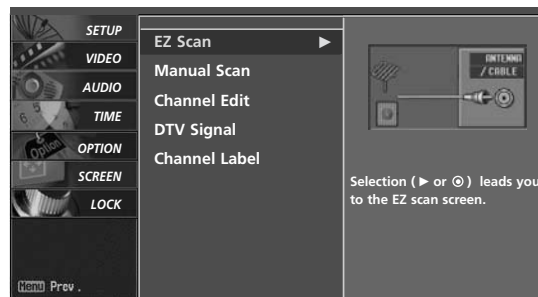 SETUP
VIDEO
AUDIO
TIME
OPTION
SCREEN
LOCK
Menu Prev.
EZ Scan ►
Manual Scan
Channel Edit
DTV Signal
Channel Label
ANTENNA
/ CABLE
Selection ( ► or ◉ ) leads you
to the EZ scan screen.